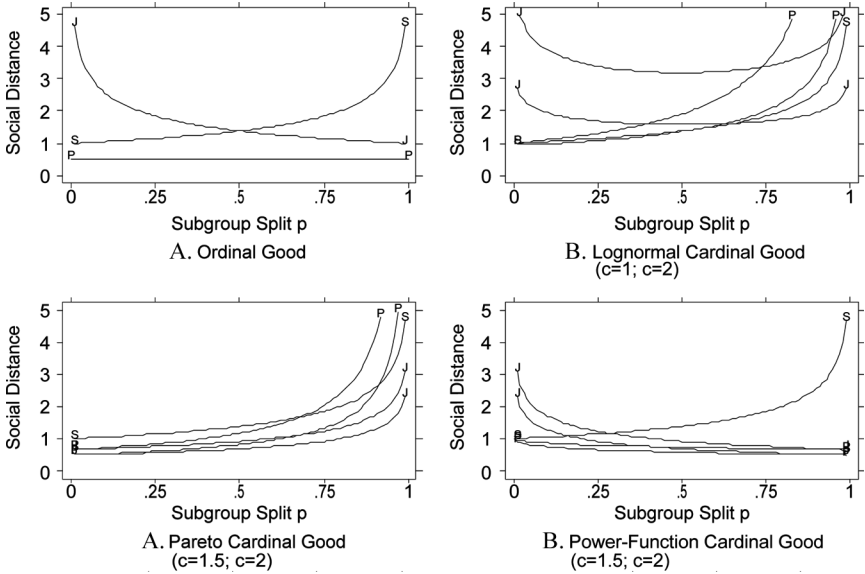 Social Distance
5
4
3
2
1
0
J
S
S
J
P
P
0 .25 .5 .75 1
Subgroup Split p
A. Ordinal Good
Social Distance
5
4
3
2
1
0
J
P
P
J
S
J
J
0 .25 .5 .75 1
Subgroup Split p
B. Lognormal Cardinal Good
(c=1; c=2)
Social Distance
5
4
3
2
1
0
P
P
S
J
J
S
0 .25 .5 .75 1
Subgroup Split p
A. Pareto Cardinal Good
(c=1.5; c=2)
Social Distance
5
4
3
2
1
0
S
J
J
0 .25 .5 .75 1
Subgroup Split p
B. Power-Function Cardinal Good
(c=1.5; c=2)